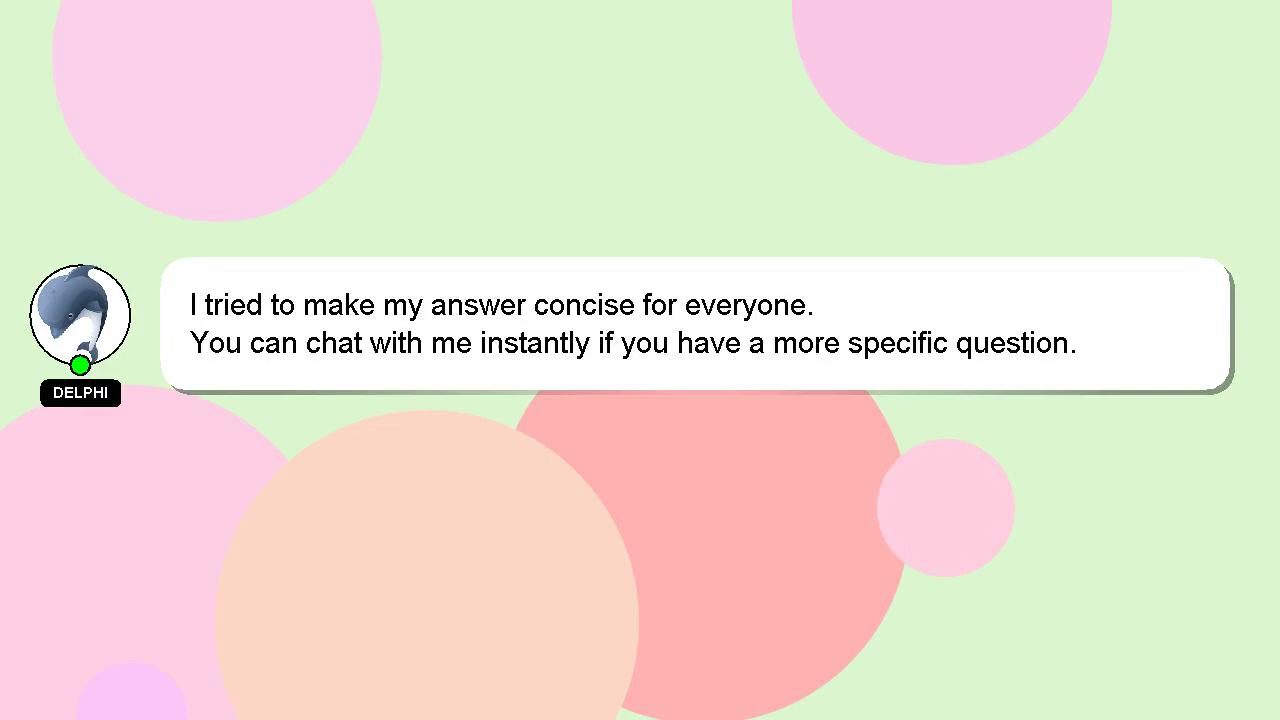 I tried to make my answer concise for everyone.
You can chat with me instantly if you have a more specific question.
DELPHI